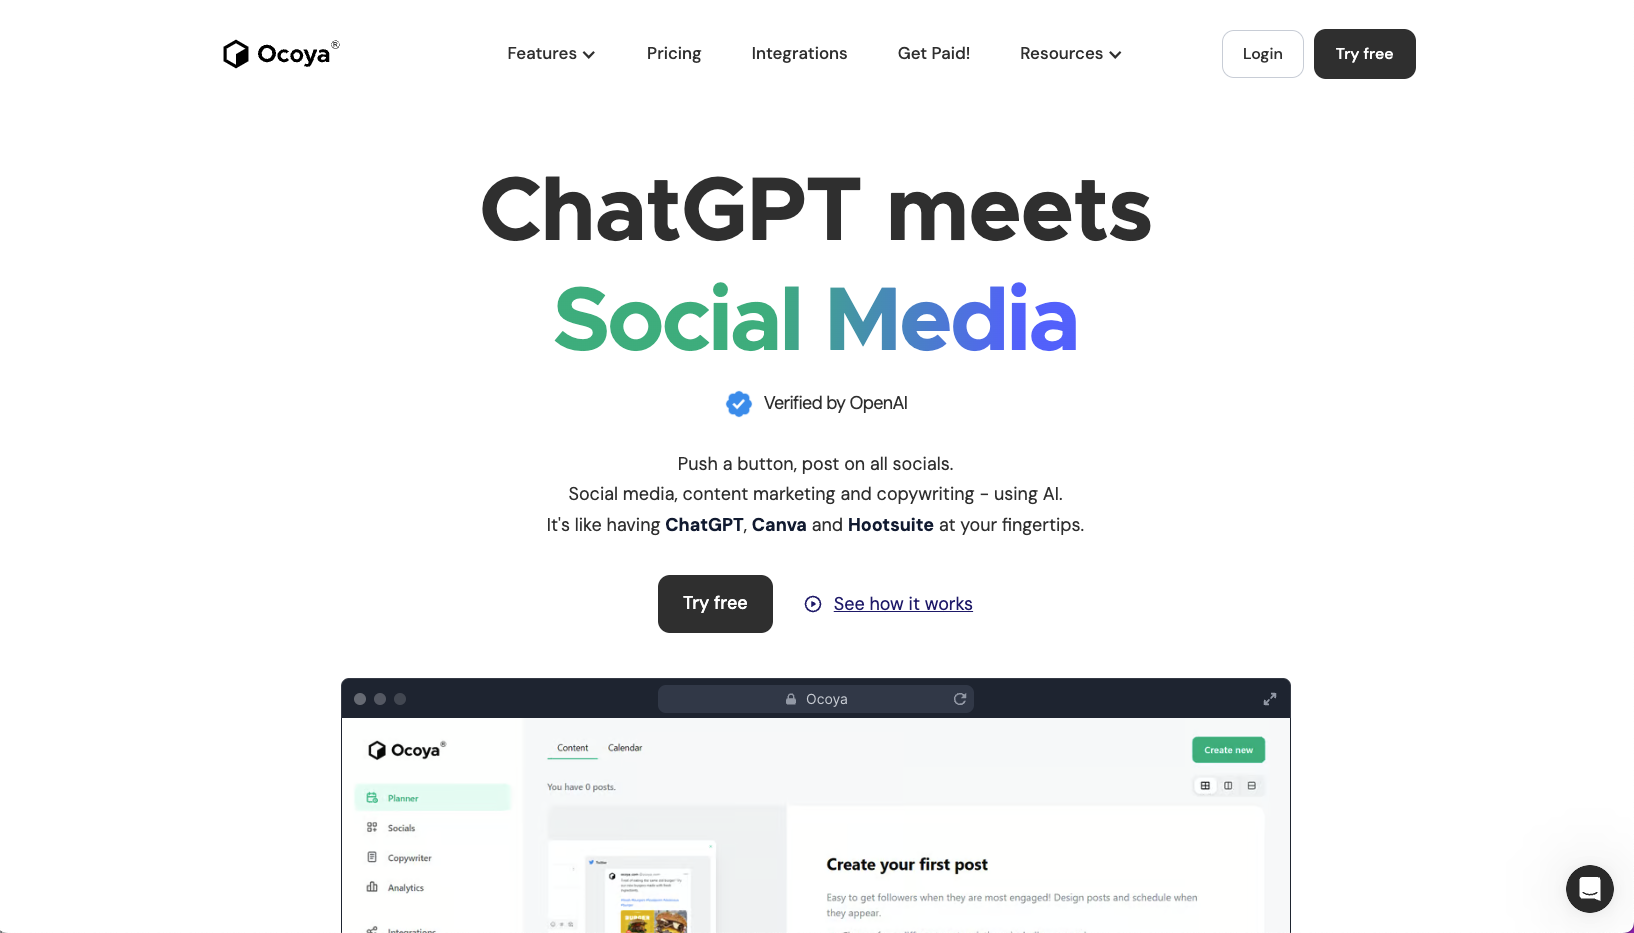 Ocoya®
Features
Pricing
Integrations
Get Paid!
Resources
Login
Try free
ChatGPT meets
Social Media
Verified by OpenAI
Push a button, post on all socials.
Social media, content marketing and copywriting - using AI.
It's like having ChatGPT, Canva and Hootsuite at your fingertips.
Try free
See how it works
Ocoya
Ocoya®
Content
Calendar
Create new
You have 0 posts.
Planner
Socials
Copywriter
Analytics
Integrations
Twitter
BURGER
Create your first post
Easy to get followers when they are most engaged! Design posts and schedule when
they appear.